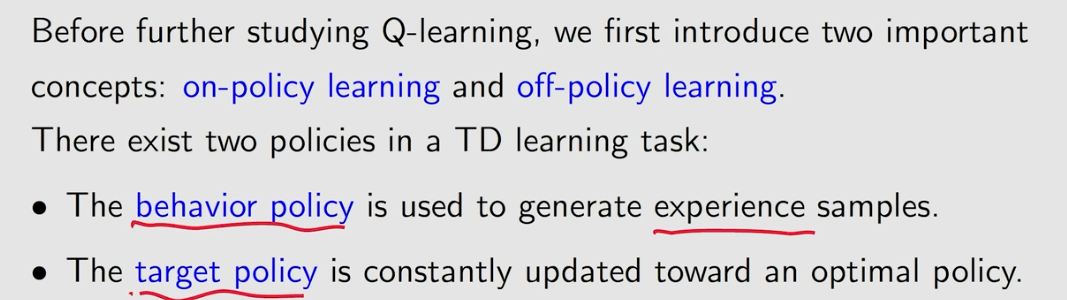 Before further studying Q-learning, we first introduce two important
concepts: on-policy learning and off-policy learning.
There exist two policies in a TD learning task:
• The behavior policy is used to generate experience samples.
• The target policy is constantly updated toward an optimal policy.